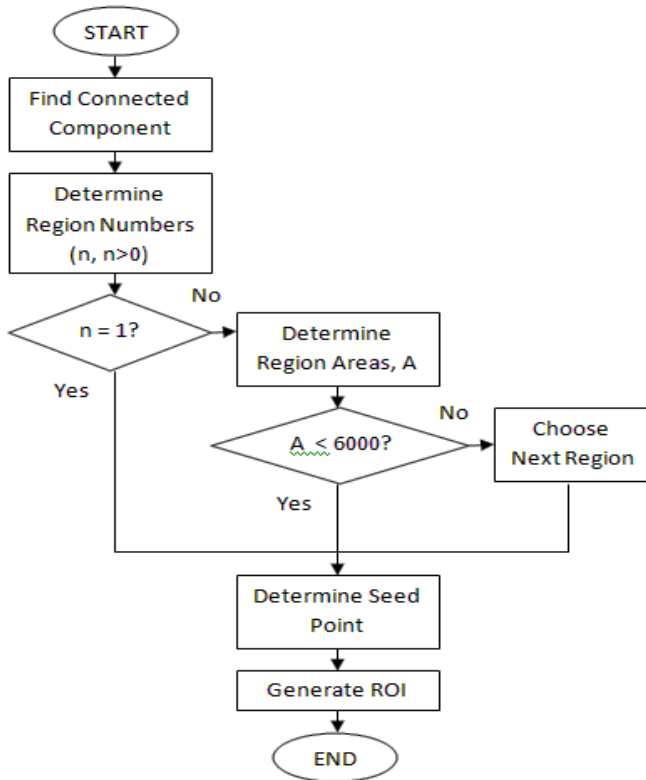 START
Find Connected
Component
Determine
Region Numbers
(n, n>0)
n = 1?
No
Yes
Determine
Region Areas, A
A < 6000?
No
Yes
Choose
Next Region
Determine Seed
Point
Generate ROI
END